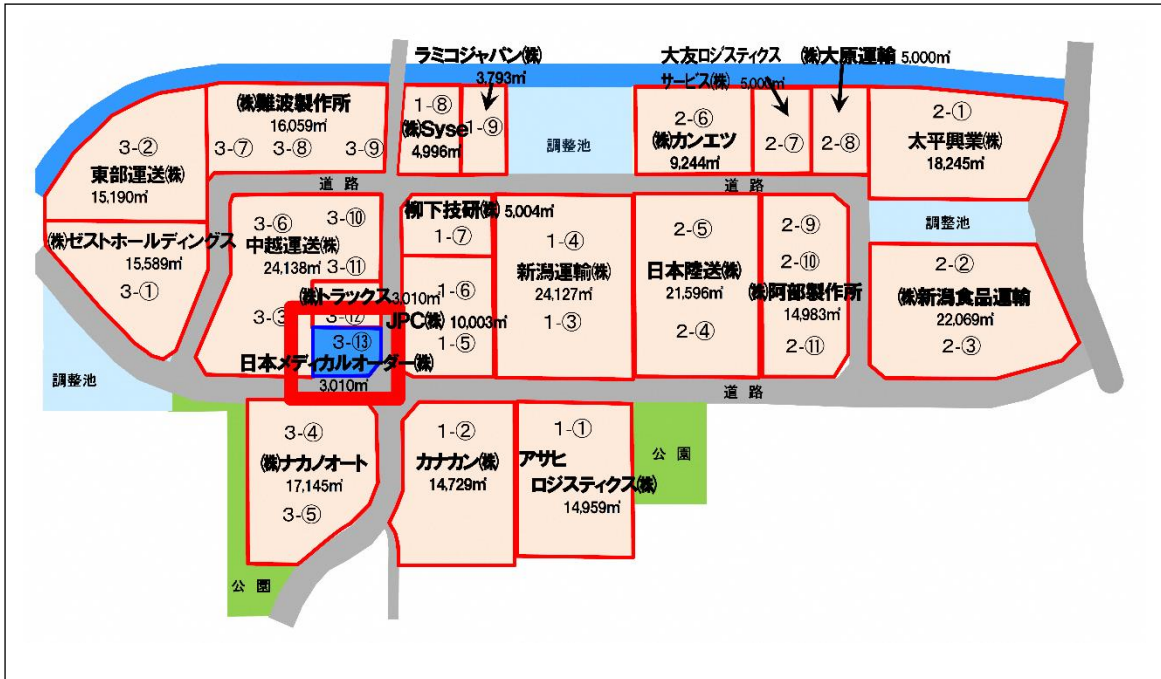 ラミコジャパン㈱
3,793㎡
大友ロジスティクス
サービス㈱ 5,000㎡
㈱大原運輸 5,000㎡
㈱難波製作所
16,059㎡
3-⑦ 3-⑧ 3-⑨
1-⑧
㈱Syse
4,996㎡
1-⑨
調整池
2-⑥
㈱カンエツ
9,244㎡
2-⑦
2-⑧
2-①
太平興業㈱
18,245㎡
3-②
東部運送㈱
15,190㎡
道 路
道 路
㈱ゼストホールディングス
15,589㎡
3-①
3-⑥
3-⑩
中越運送㈱
24,138㎡
3-⑪
3-③
柳下技研㈱ 5,004㎡
1-⑦
1-④
新潟運輸㈱
24,127㎡
1-③
2-⑤
日本陸送㈱
21,596㎡
2-④
2-⑨
2-⑩
㈱阿部製作所
14,983㎡
2-⑪
調整池
2-②
㈱新潟食品運輸
22,069㎡
2-③
㈱トラックス 3,010㎡
3-⑫
1-⑥
JPC㈱ 10,003㎡
1-⑤
3-⑬
日本メディカルオーダー㈱
3,010㎡
調整池
道 路
3-④
㈱ナカノオート
17,145㎡
3-⑤
1-②
カナカン㈱
14,729㎡
1-①
アサヒ
ロジスティクス㈱
14,959㎡
公 園
公 園